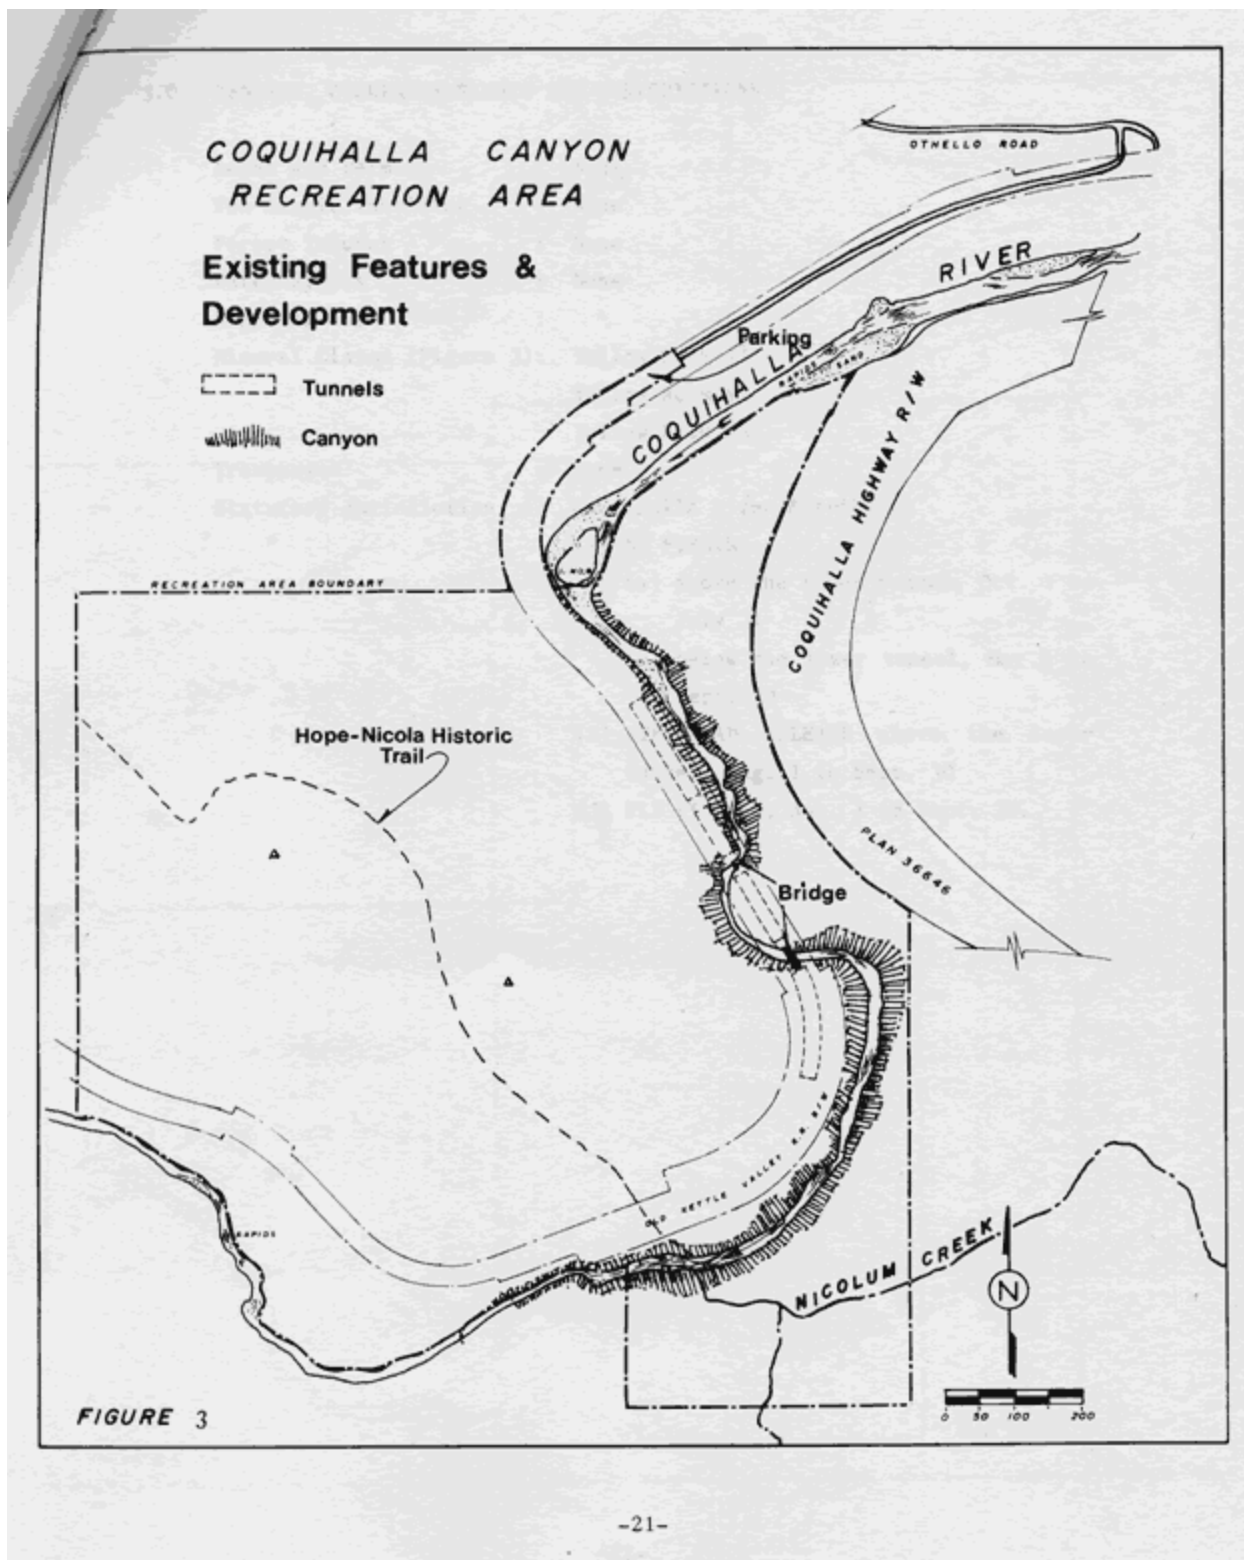 COQUIHALLA CANYON
RECREATION AREA
Existing Features &
Development
Tunnels
Canyon
OTHELLO ROAD
RIVER
Parking
RAPIDS
SAND
COQUIHALLA
COQUIHALLA HIGHWAY R/W
RECREATION AREA BOUNDARY
Hope-Nicola Historic
Trail
PLAN 36646
Bridge
OLD KETTLE VALLEY R.R. R/W
RAPIDS
NICOLUM CREEK
N
0 50 100 200
FIGURE 3
-21-